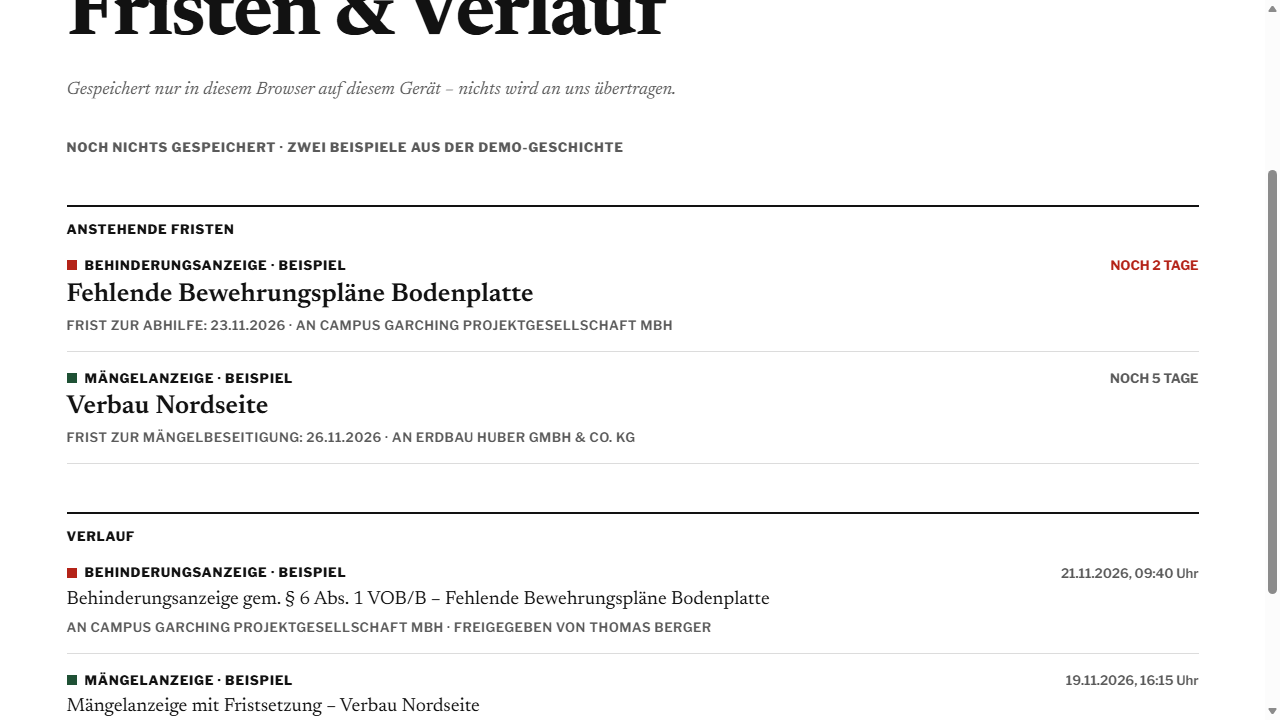 Fristen & Verlauf
Gespeichert nur in diesem Browser auf diesem Gerät – nichts wird an uns übertragen.
NOCH NICHTS GESPEICHERT · ZWEI BEISPIELE AUS DER DEMO-GESCHICHTE
ANSTEHENDE FRISTEN
BEHINDERUNGSANZEIGE · BEISPIEL
NOCH 2 TAGE
Fehlende Bewehrungspläne Bodenplatte
FRIST ZUR ABHILFE: 23.11.2026 · AN CAMPUS GARCHING PROJEKTGESELLSCHAFT MBH
MÄNGELANZEIGE · BEISPIEL
NOCH 5 TAGE
Verbau Nordseite
FRIST ZUR MÄNGELBESEITIGUNG: 26.11.2026 · AN ERDBAU HUBER GMBH & CO. KG
VERLAUF
BEHINDERUNGSANZEIGE · BEISPIEL
21.11.2026, 09:40 Uhr
Behinderungsanzeige gem. § 6 Abs. 1 VOB/B – Fehlende Bewehrungspläne Bodenplatte
AN CAMPUS GARCHING PROJEKTGESELLSCHAFT MBH · FREIGEGEBEN VON THOMAS BERGER
MÄNGELANZEIGE · BEISPIEL
19.11.2026, 16:15 Uhr
Mängelanzeige mit Fristsetzung – Verbau Nordseite